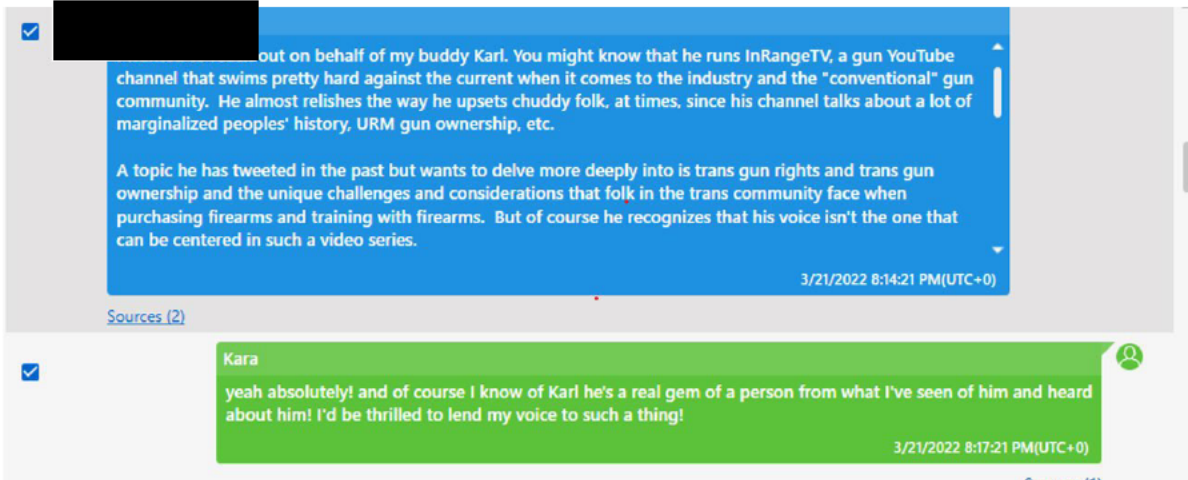 out on behalf of my buddy Karl. You might know that he runs InRangeTV, a gun YouTube
channel that swims pretty hard against the current when it comes to the industry and the "conventional" gun
community.  He almost relishes the way he upsets chuddy folk, at times, since his channel talks about a lot of
marginalized peoples' history, URM gun ownership, etc.
A topic he has tweeted in the past but wants to delve more deeply into is trans gun rights and trans gun
ownership and the unique challenges and considerations that folk in the trans community face when
purchasing firearms and training with firearms.  But of course he recognizes that his voice isn't the one that
can be centered in such a video series.
3/21/2022 8:14:21 PM(UTC+0)
Sources (2)
Kara
yeah absolutely! and of course I know of Karl he's a real gem of a person from what I've seen of him and heard
about him! I'd be thrilled to lend my voice to such a thing!
3/21/2022 8:17:21 PM(UTC+0)